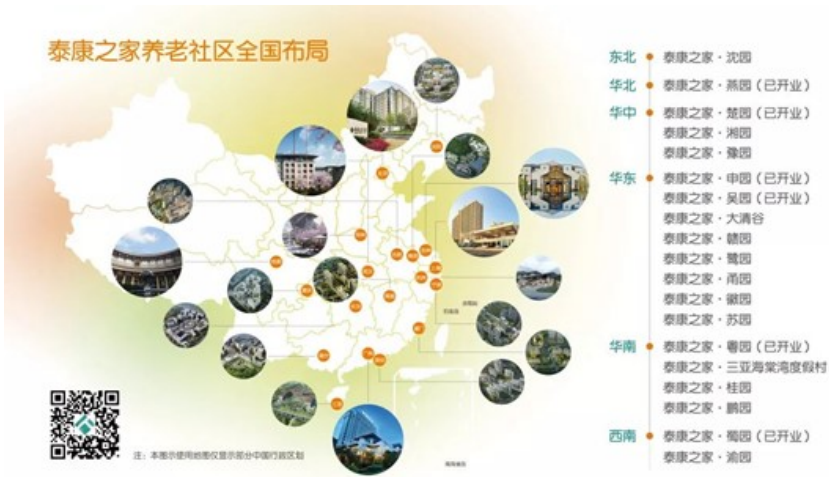 泰康之家养老社区全国布局
东北
泰康之家·沈园
华北
泰康之家·燕园(已开业)
华中
泰康之家·楚园(已开业)
泰康之家·湘园
泰康之家·豫园
华东
泰康之家·申园(已开业)
泰康之家·吴园(已开业)
泰康之家·大清谷
泰康之家·赣园
泰康之家·鹭园
泰康之家·甬园
泰康之家·徽园
泰康之家·苏园
华南
泰康之家·粤园(已开业)
泰康之家·三亚海棠湾度假村
泰康之家·桂园
泰康之家·鹏园
西南
泰康之家·蜀园(已开业)
泰康之家·渝园
注:本图示使用地图仅显示部分中国行政区划